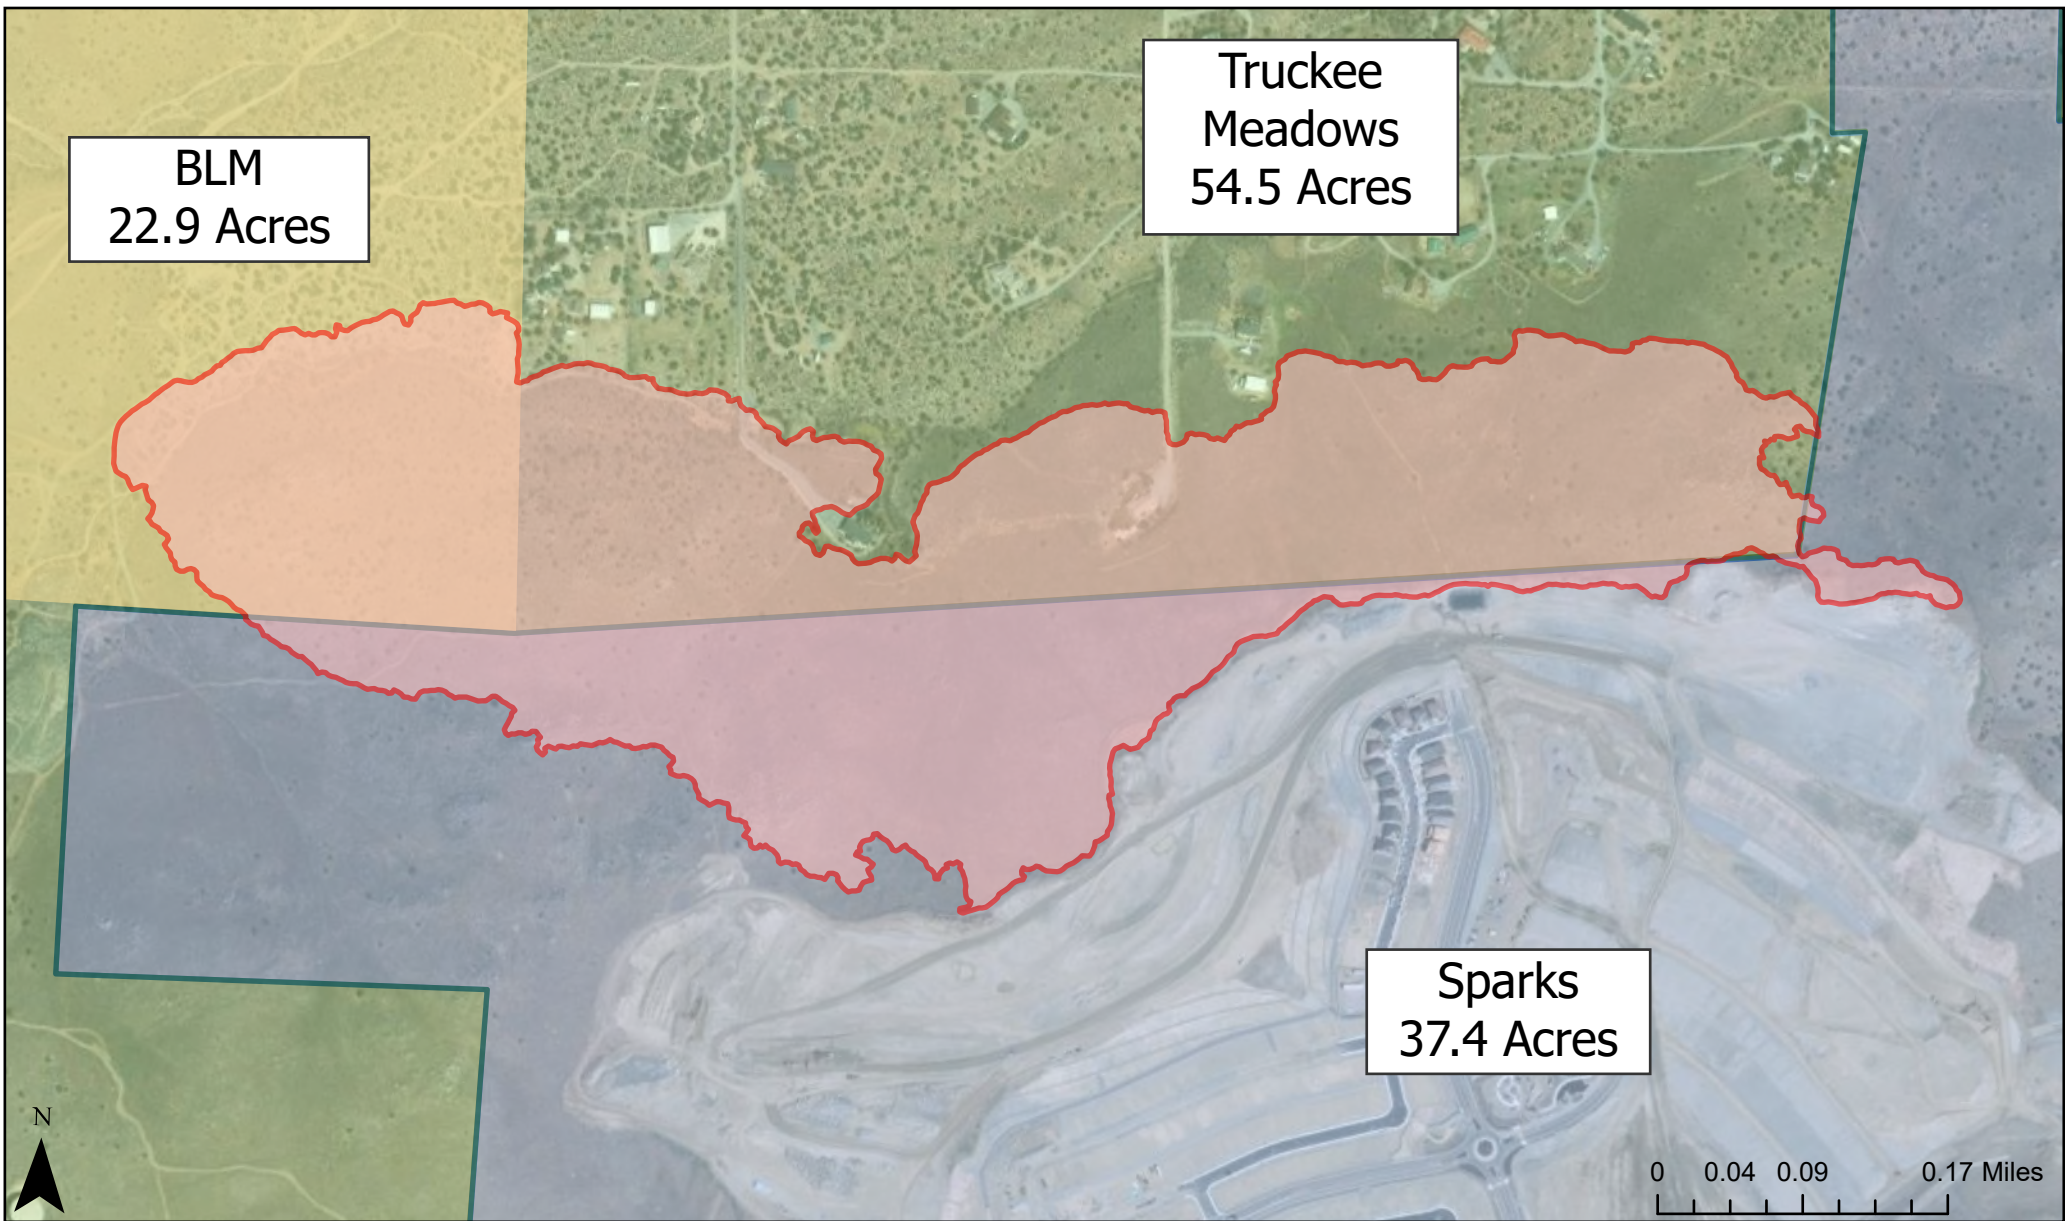 Truckee
Meadows
54.5 Acres
BLM
22.9 Acres
Sparks
37.4 Acres
N
0 0.04 0.09 0.17 Miles